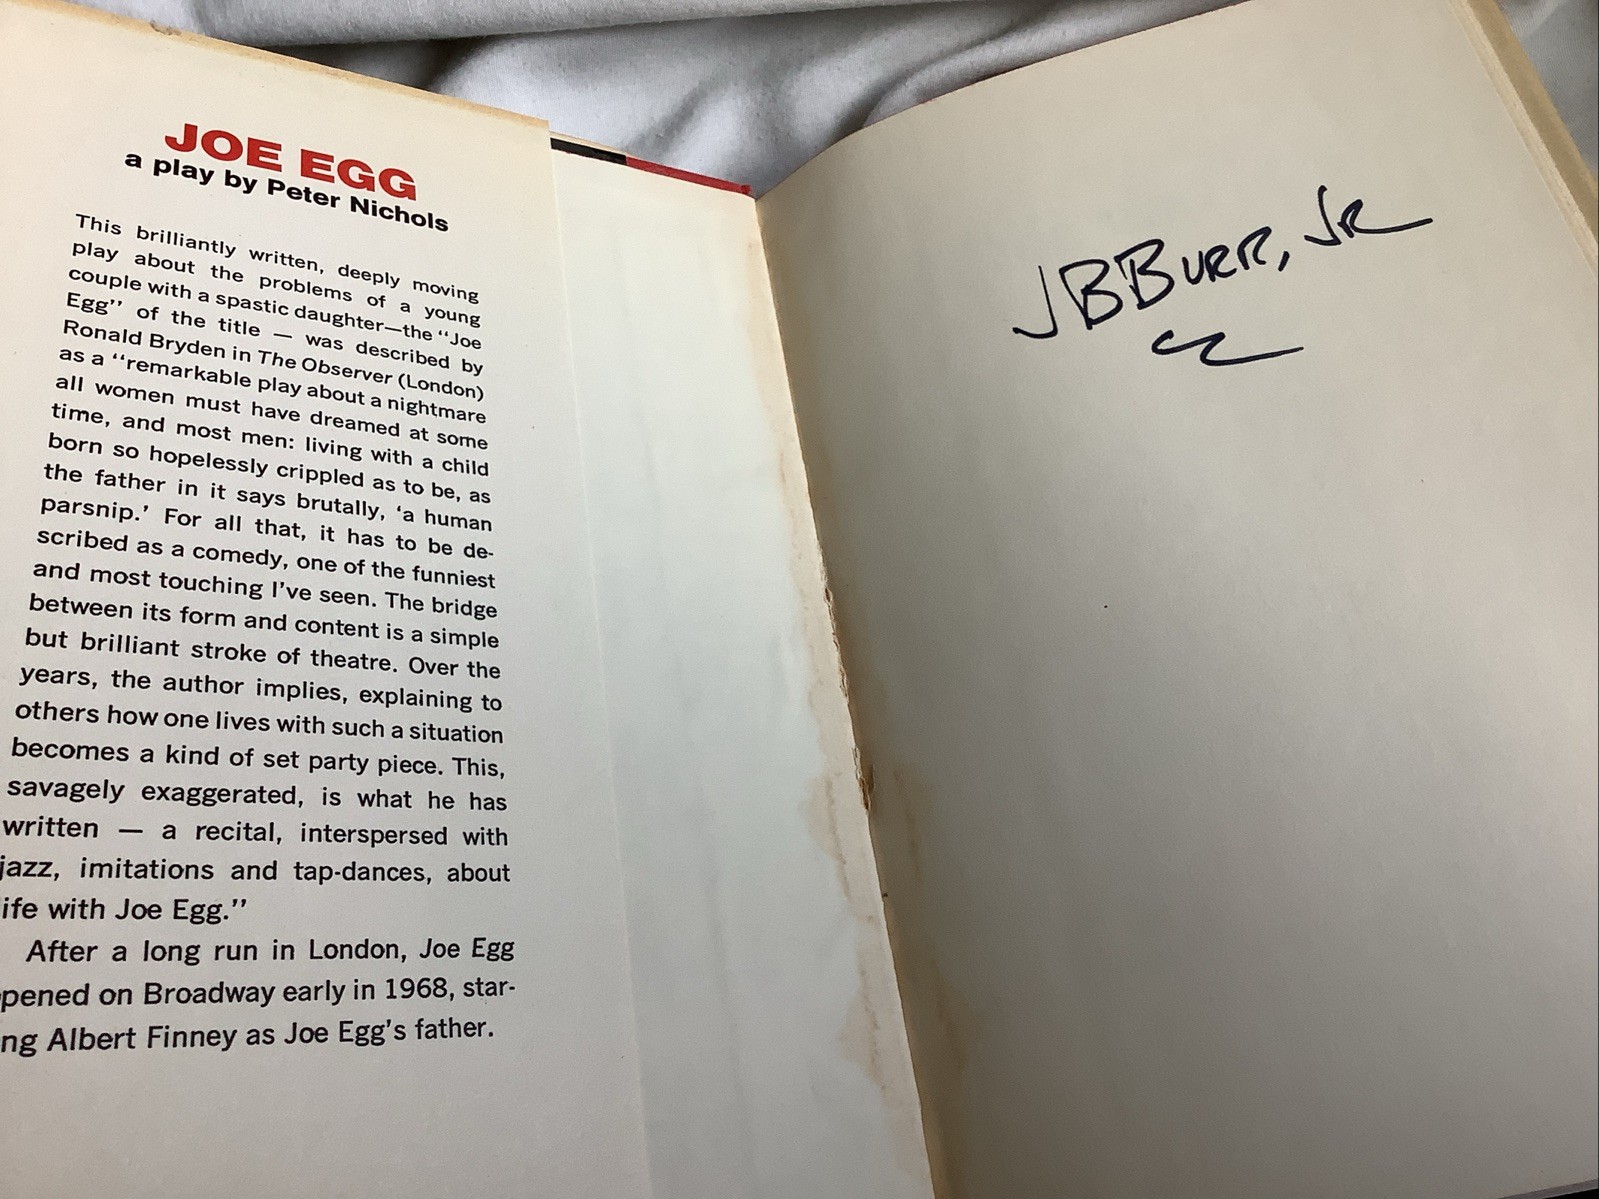 JOE EGG
a play by Peter Nichols
This brilliantly written, deeply moving
play about the problems of a young
couple with a spastic daughter—the “Joe
Egg” of the title — was described by
Ronald Bryden in The Observer (London)
as a “remarkable play about a nightmare
all women must have dreamed at some
time, and most men: living with a child
born so hopelessly crippled as to be, as
the father in it says brutally, ‘a human
parsnip.’ For all that, it has to be de-
scribed as a comedy, one of the funniest
and most touching I’ve seen. The bridge
between its form and content is a simple
but brilliant stroke of theatre. Over the
years, the author implies, explaining to
others how one lives with such a situation
becomes a kind of set party piece. This,
savagely exaggerated, is what he has
written — a recital, interspersed with
jazz, imitations and tap-dances, about
ife with Joe Egg.”
After a long run in London, Joe Egg
pened on Broadway early in 1968, star-
ng Albert Finney as Joe Egg’s father.
JBBURR, JR